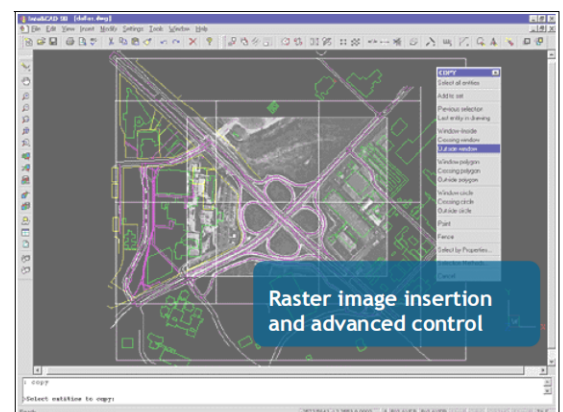 IntelliCAD 98 [dallas.dwg]
File Edit View Insert Modify Settings Tools Window Help
COPY
Select all entities
Add to set
Previous selection
Last entity in drawing
Window-Inside
Crossing window
Outside window
Window polygon
Crossing polygon
Outside polygon
Window circle
Crossing circle
Outside circle
Point
Fence
Select by Properties...
Cancel
Raster image insertion
and advanced control
: copy
>Select entities to copy: